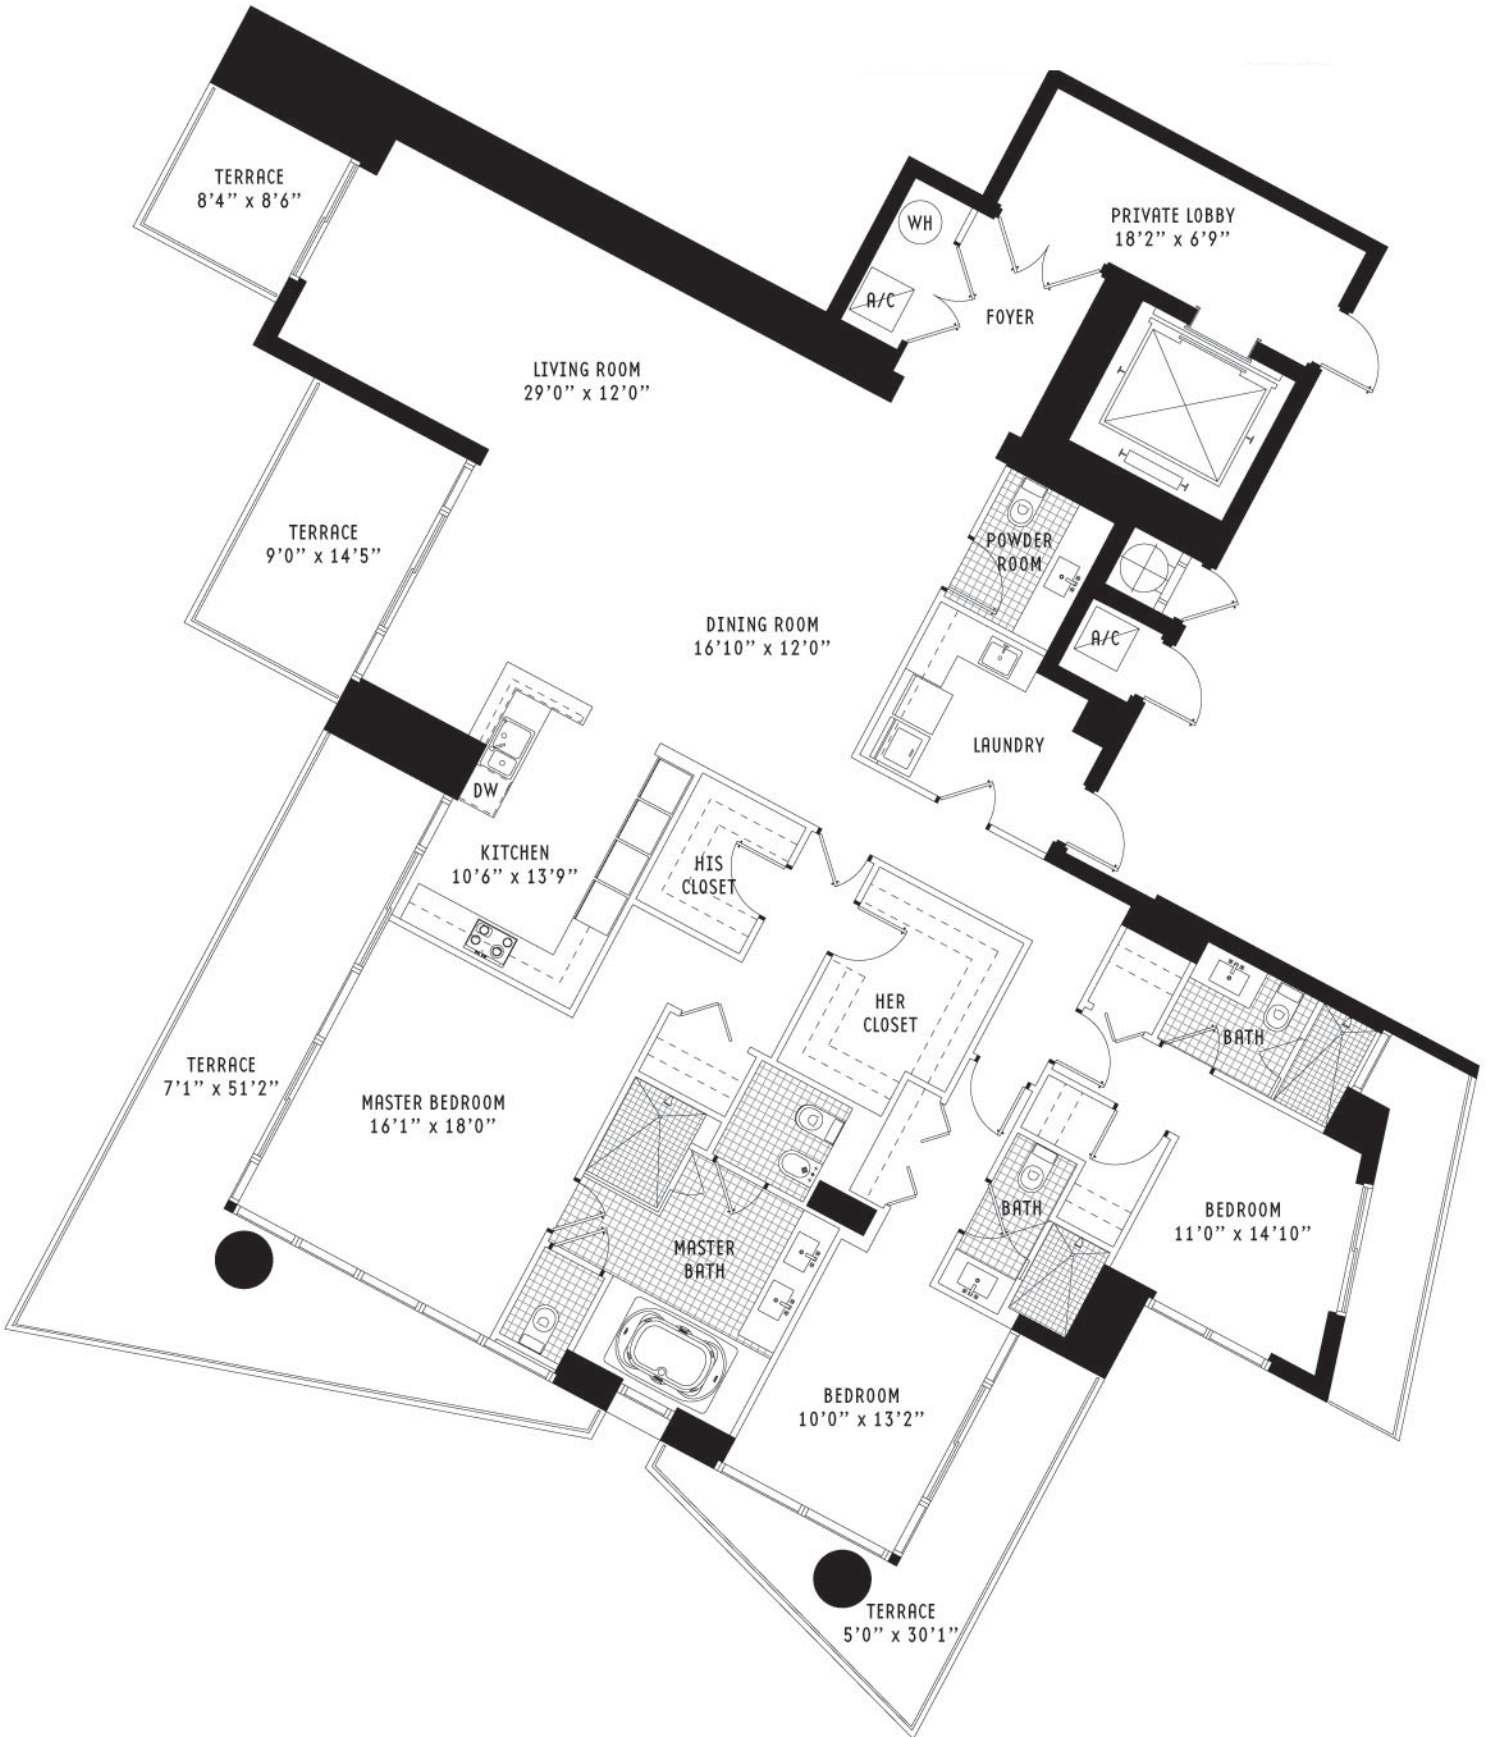 TERRACE
8’4” x 8’6”
WH
PRIVATE LOBBY
18’2” x 6’9”
A/C
FOYER
LIVING ROOM
29’0” x 12’0”
TERRACE
9’0” x 14’5”
POWDER
ROOM
DINING ROOM
16’10” x 12’0”
A/C
LAUNDRY
DW
KITCHEN
10’6” x 13’9”
HIS
CLOSET
HER
CLOSET
BATH
TERRACE
7’1” x 51’2”
MASTER BEDROOM
16’1” x 18’0”
BATH
BEDROOM
11’0” x 14’10”
MASTER
BATH
BEDROOM
10’0” x 13’2”
TERRACE
5’0” x 30’1”